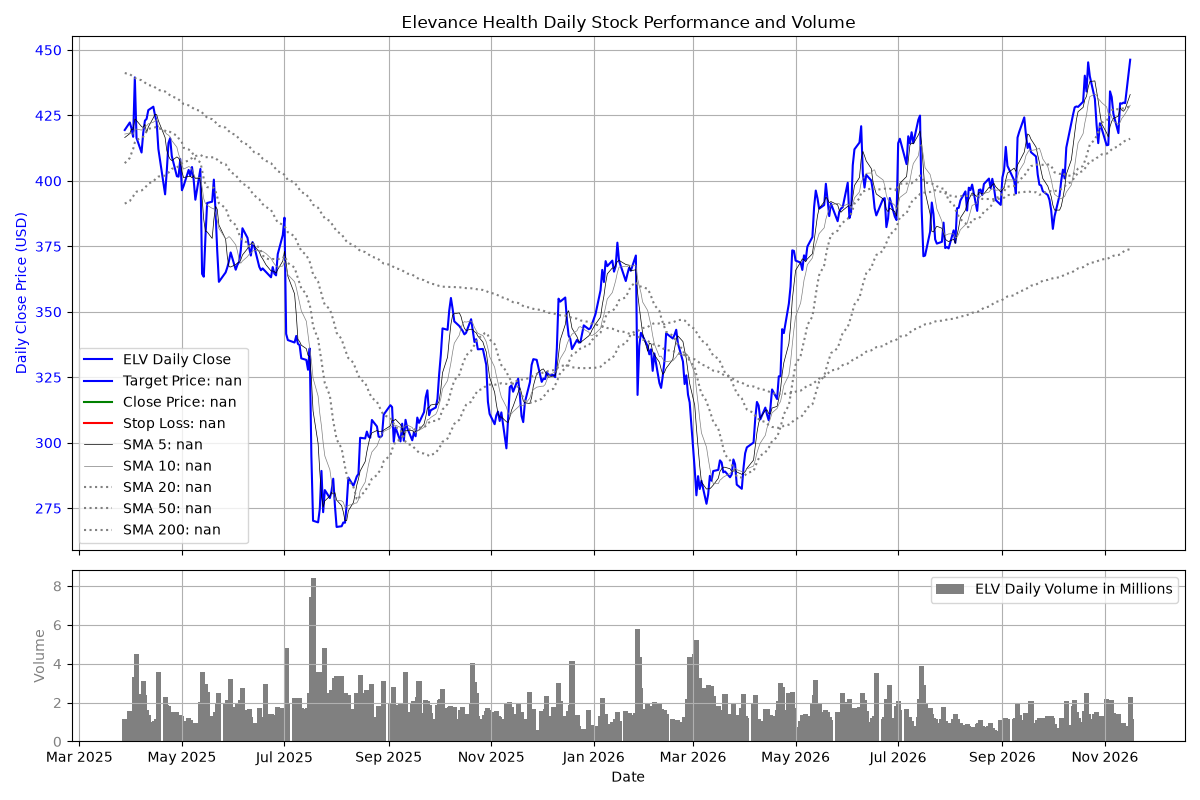 Elevance Health Daily Stock Performance and Volume
450
425
400
375
350
325
300
275
Daily Close Price (USD)
ELV Daily Close
Target Price: nan
Close Price: nan
Stop Loss: nan
SMA 5: nan
SMA 10: nan
SMA 20: nan
SMA 50: nan
SMA 200: nan
8
6
4
2
0
Volume
ELV Daily Volume in Millions
Mar 2025 May 2025 Jul 2025 Sep 2025 Nov 2025 Jan 2026 Mar 2026 May 2026 Jul 2026 Sep 2026 Nov 2026
Date